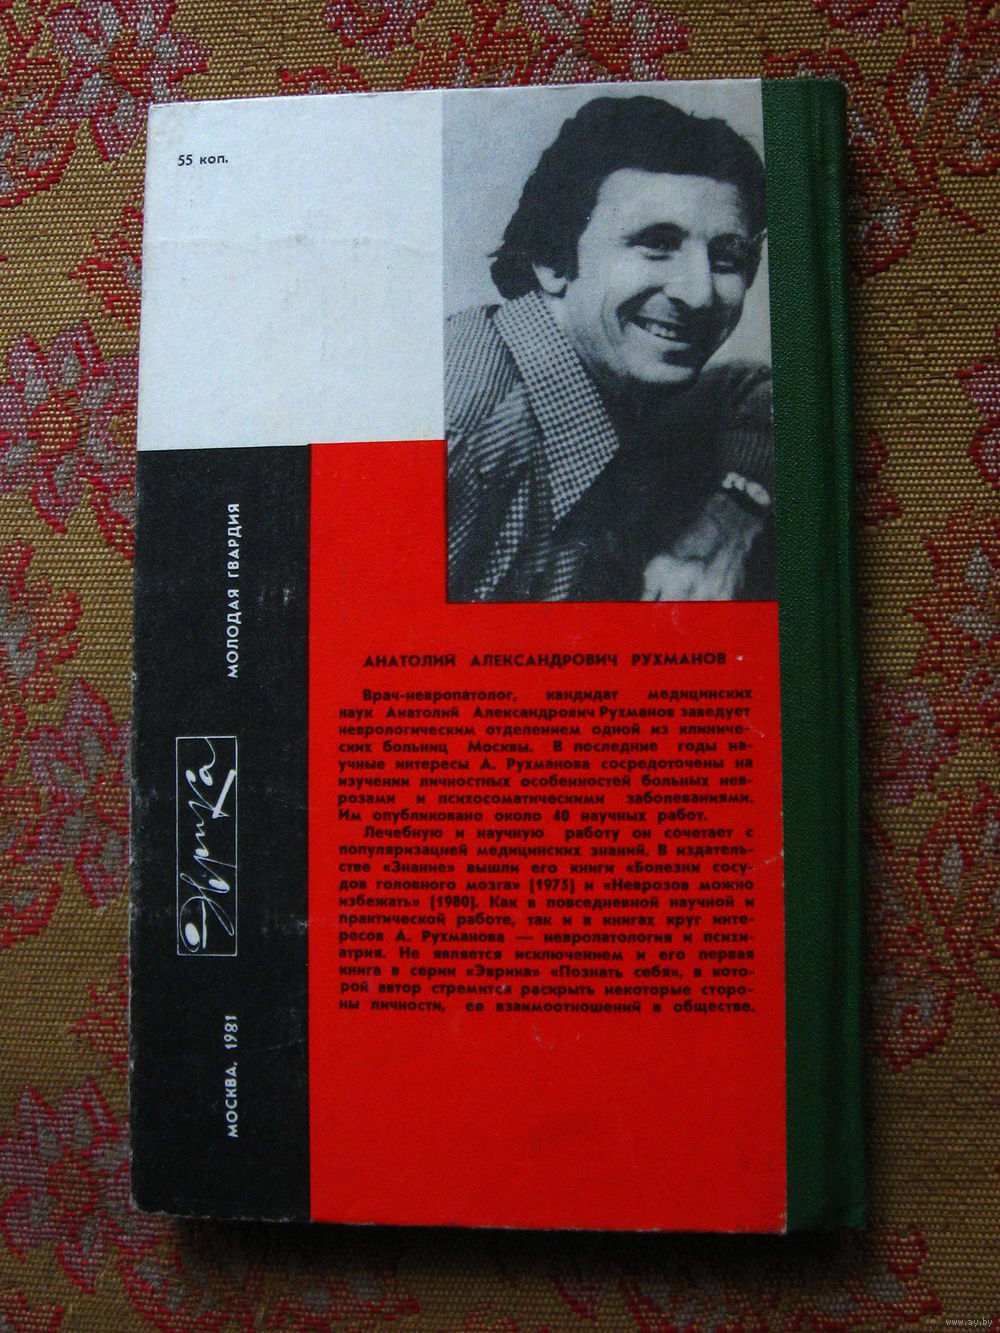 55 коп.
МОЛОДАЯ ГВАРДИЯ
Эврика
МОСКВА, 1981
АНАТОЛИЙ АЛЕКСАНДРОВИЧ РУХМАНОВ
Врач-невропатолог, кандидат медицинских
наук Анатолий Александрович Рухманов заведует
неврологическим отделением одной из клиниче-
ских больниц Москвы. В последние годы на-
учные интересы А. Рухманова сосредоточены на
изучении личностных особенностей больных нев-
розами и психосоматическими заболеваниями.
Им опубликовано около 40 научных работ.
Лечебную и научную работу он сочетает с
популяризацией медицинских знаний. В издатель-
стве «Знание» вышли его книги «Болезни сосу-
дов головного мозга» (1975) и «Неврозов можно
избежать» (1980). Как в повседневной научной и
практической работе, так и в книгах круг инте-
ресов А. Рухманова — невропатология и психи-
атрия. Не является исключением и его первая
книга в серии «Эврика» «Познать себя», в кото-
рой автор стремится раскрыть некоторые сторо-
ны личности, ее взаимоотношений в обществе.
www.ay.by